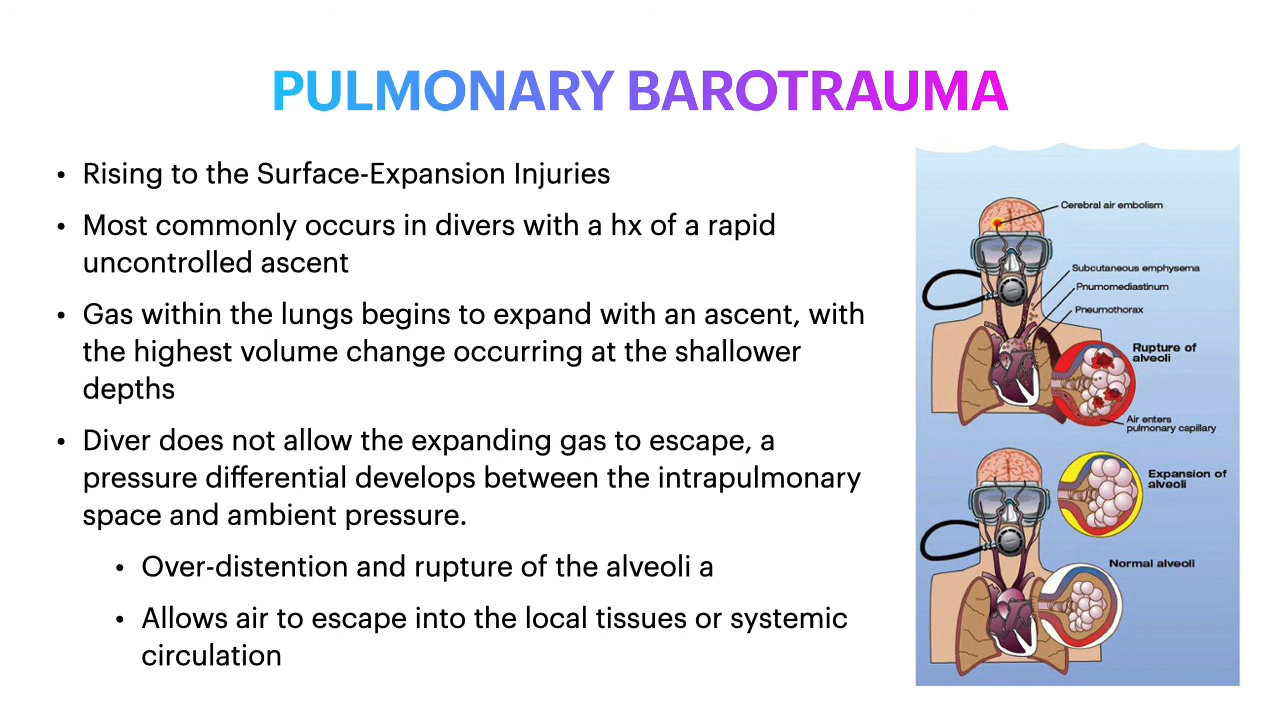 PULMONARY BAROTRAUMA
• Rising to the Surface-Expansion Injuries
• Most commonly occurs in divers with a hx of a rapid
uncontrolled ascent
• Gas within the lungs begins to expand with an ascent, with
the highest volume change occurring at the shallower
depths
• Diver does not allow the expanding gas to escape, a
pressure differential develops between the intrapulmonary
space and ambient pressure.
• Over-distention and rupture of the alveoli a
• Allows air to escape into the local tissues or systemic
circulation
Cerebral air embolism
Subcutaneous emphysema
Pnumomediastinum
Pneumothorax
Rupture of
alveoli
Air enters
pulmonary capillary
Expansion of
alveoli
Normal alveoli